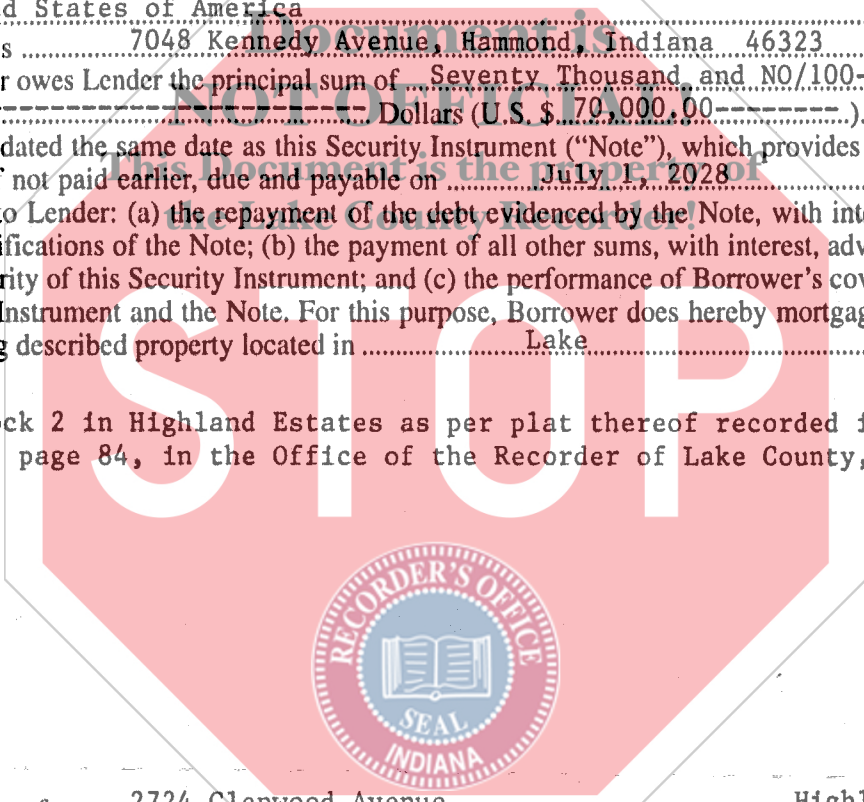 d States of America
Document is
s 7048 Kennedy Avenue, Hammond, Indiana 46323
r owes Lender the principal sum of Seventy Thousand and NO/100-
NOT OFFICIAL!
Dollars (U.S. $ 70,000.00--------- ).
dated the same date as this Security Instrument (“Note”), which provides
This Document is the property of
f not paid earlier, due and payable on July 1, 2028
the Lake County Recorder!
o Lender: (a) the repayment of the debt evidenced by the Note, with int
ifications of the Note; (b) the payment of all other sums, with interest, adv
rity of this Security Instrument; and (c) the performance of Borrower’s cov
Instrument and the Note. For this purpose, Borrower does hereby mortgag
g described property located in Lake
STOP
ck 2 in Highland Estates as per plat thereof recorded i
page 84, in the Office of the Recorder of Lake County,
RECORDER'S OFFICE
SEAL
INDIANA
2724 Glenwood Avenue Highl